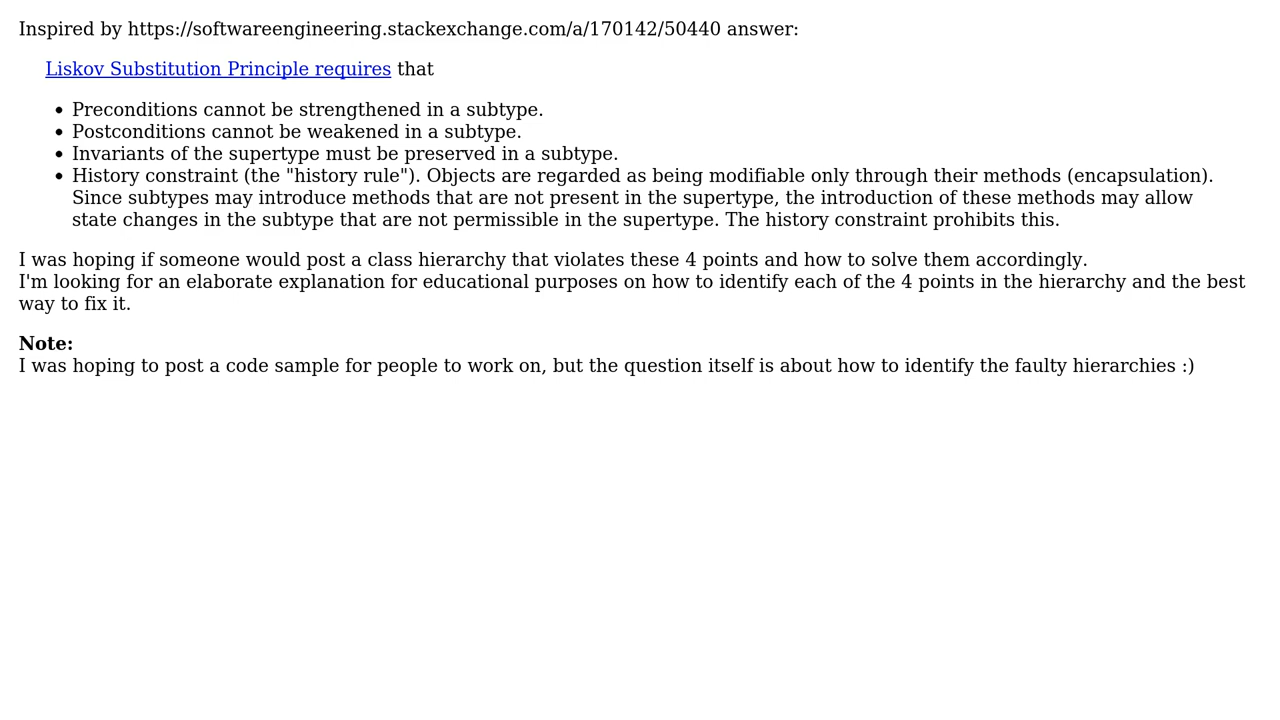 Inspired by https://softwareengineering.stackexchange.com/a/170142/50440 answer:
Liskov Substitution Principle requires that
• Preconditions cannot be strengthened in a subtype.
• Postconditions cannot be weakened in a subtype.
• Invariants of the supertype must be preserved in a subtype.
• History constraint (the "history rule"). Objects are regarded as being modifiable only through their methods (encapsulation).
Since subtypes may introduce methods that are not present in the supertype, the introduction of these methods may allow
state changes in the subtype that are not permissible in the supertype. The history constraint prohibits this.
I was hoping if someone would post a class hierarchy that violates these 4 points and how to solve them accordingly.
I'm looking for an elaborate explanation for educational purposes on how to identify each of the 4 points in the hierarchy and the best
way to fix it.
Note:
I was hoping to post a code sample for people to work on, but the question itself is about how to identify the faulty hierarchies :)